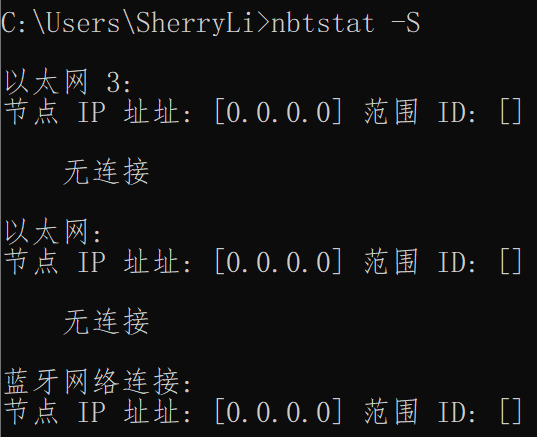 C:\Users\SherryLi>nbtstat -S
以太网 3:
节点 IP 址址: [0.0.0.0] 范围 ID: []
无连接
以太网:
节点 IP 址址: [0.0.0.0] 范围 ID: []
无连接
蓝牙网络连接:
节点 IP 址址: [0.0.0.0] 范围 ID: []